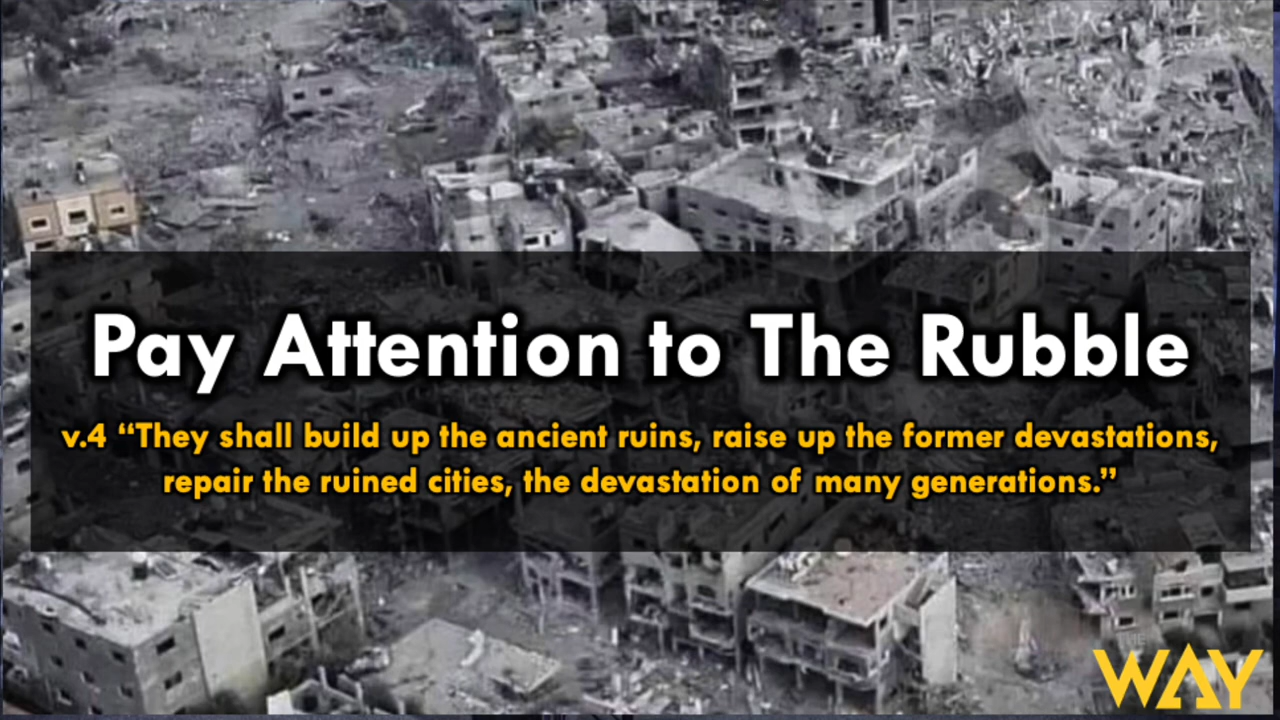 Pay Attention to The Rubble
v.4 “They shall build up the ancient ruins, raise up the former devastations,
repair the ruined cities, the devastation of many generations.”
THE
WAY